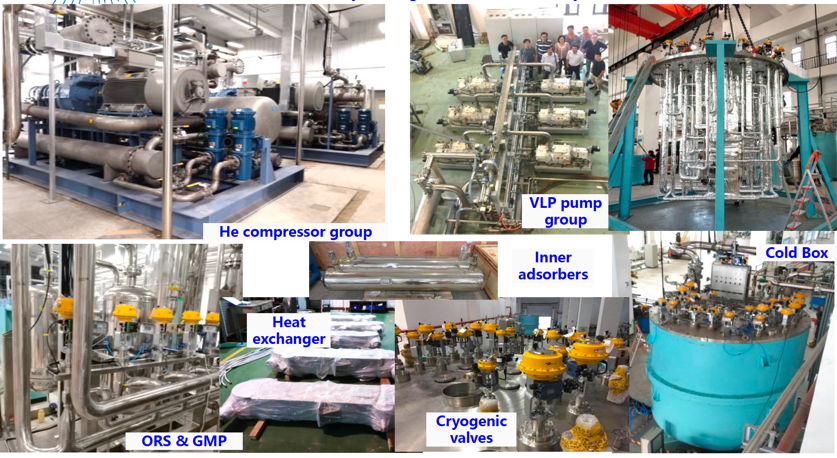 He compressor group
VLP pump
group
Inner
adsorbers
Cold Box
Heat
exchanger
Cryogenic
valves
ORS & GMP